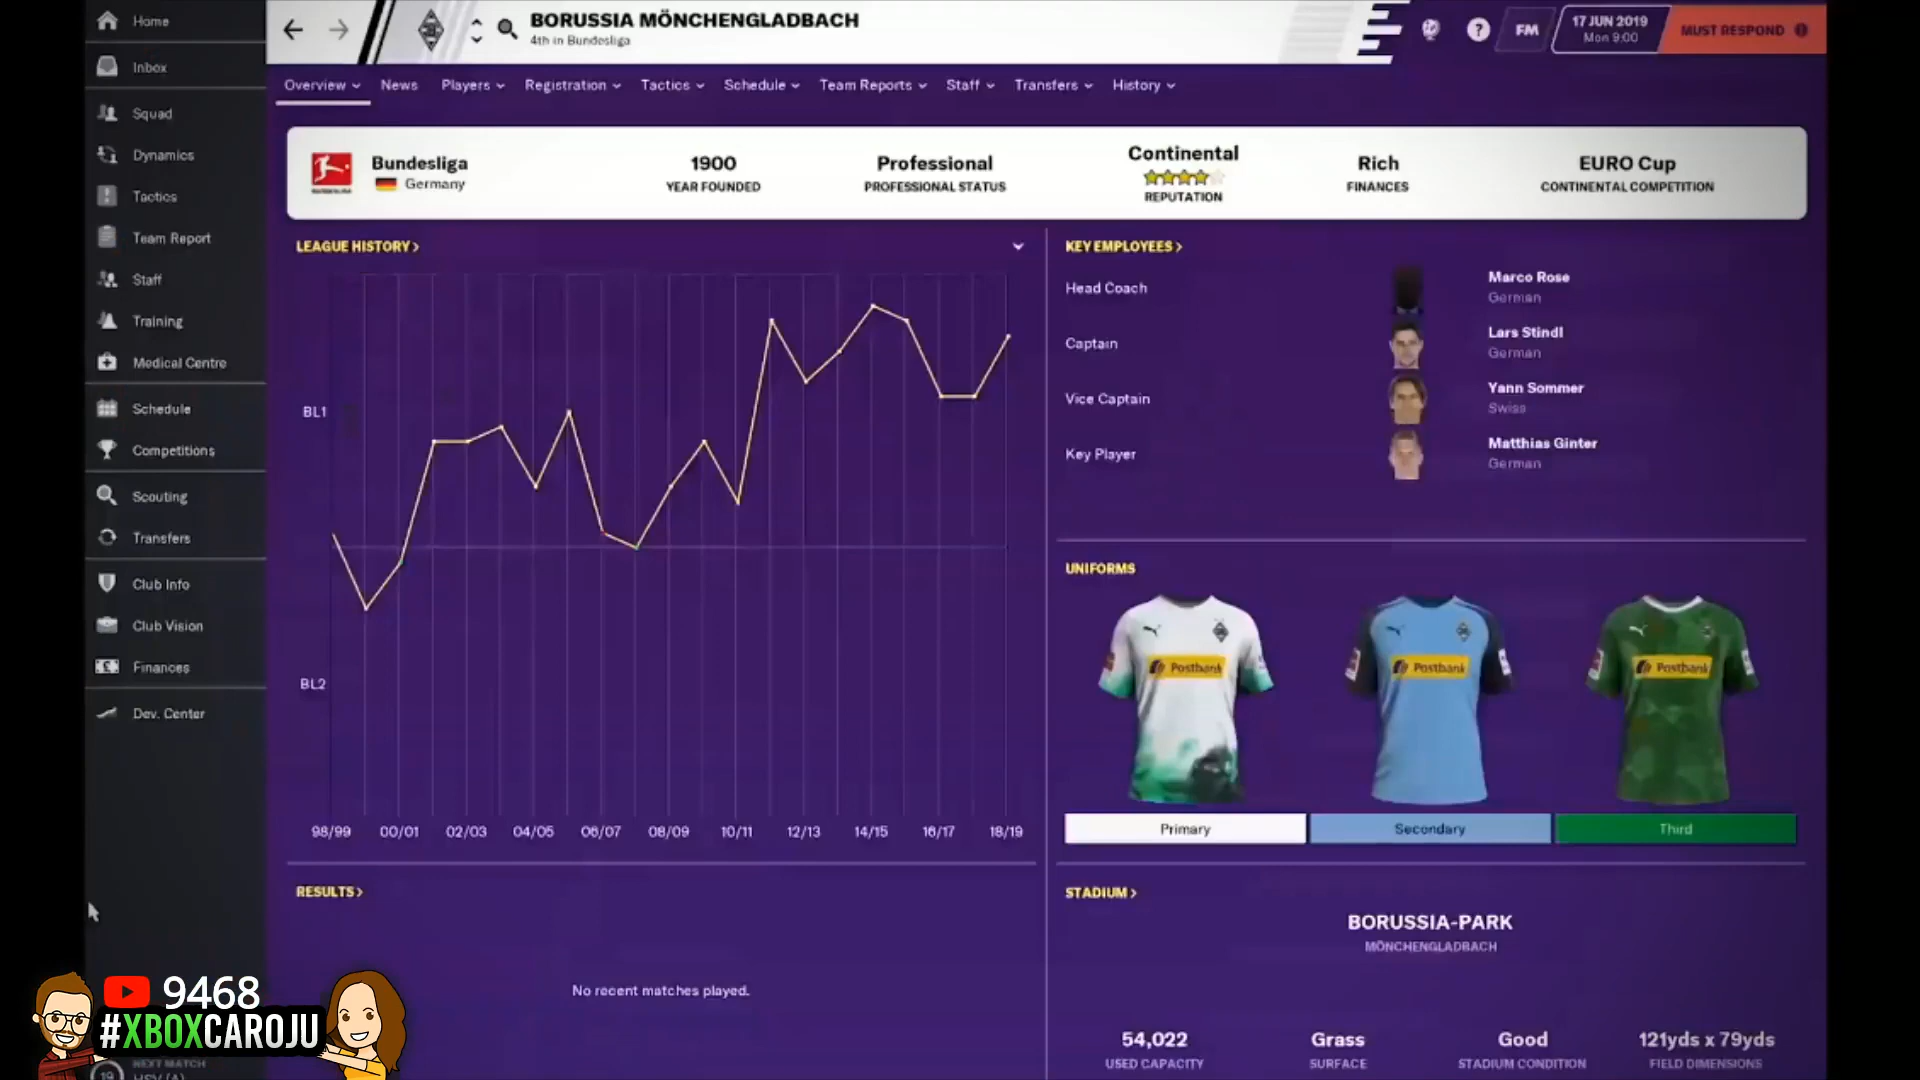 Home
Inbox
Squad
Dynamics
Tactics
Team Report
Staff
Training
Medical Centre
Schedule
Competitions
Scouting
Transfers
Club Info
Club Vision
Finances
Dev. Center
BORUSSIA MÖNCHENGLADBACH
4th in Bundesliga
?
FM
17 JUN 2019
Mon 9:00
MUST RESPOND
Overview News Players Registration Tactics Schedule Team Reports Staff Transfers History
Bundesliga
Germany
1900
YEAR FOUNDED
Professional
PROFESSIONAL STATUS
Continental
REPUTATION
Rich
FINANCES
EURO Cup
CONTINENTAL COMPETITION
LEAGUE HISTORY >
BL1
BL2
98/99 00/01 02/03 04/05 06/07 08/09 10/11 12/13 14/15 16/17 18/19
KEY EMPLOYEES >
Head Coach
Marco Rose
German
Captain
Lars Stindl
German
Vice Captain
Yann Sommer
Swiss
Key Player
Matthias Ginter
German
UNIFORMS
Postbank
Postbank
Postbank
Primary
Secondary
Third
RESULTS >
No recent matches played.
STADIUM >
BORUSSIA-PARK
MÖNCHENGLADBACH
54,022
USED CAPACITY
Grass
SURFACE
Good
STADIUM CONDITION
121yds x 79yds
FIELD DIMENSIONS
9468
#XBOXCAROJU
NEXT MATCH
19
HSV (A)